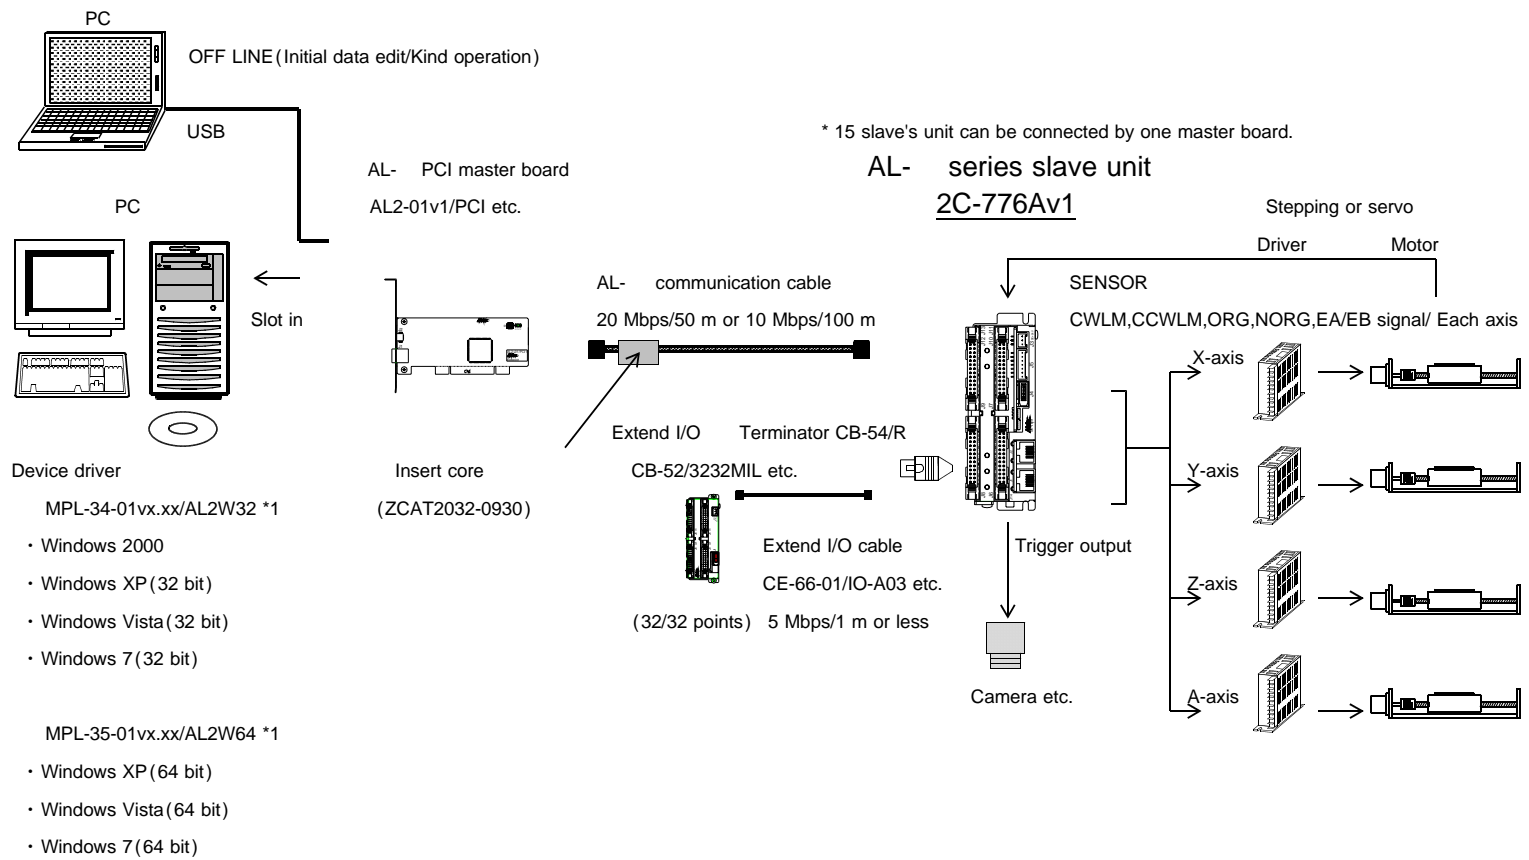 PC
OFF LINE(Initial data edit/Kind operation)
USB
* 15 slave's unit can be connected by one master board.
AL- PCI master board
AL- series slave unit
PC
AL2-01v1/PCI etc.
2C-776Av1
Stepping or servo
Driver Motor
AL- communication cable
SENSOR
Slot in
20 Mbps/50 m or 10 Mbps/100 m
CWLM,CCWLM,ORG,NORG,EA/EB signal/ Each axis
X-axis
Extend I/O Terminator CB-54/R
Device driver
Insert core
CB-52/3232MIL etc.
Y-axis
MPL-34-01vx.xx/AL2W32 *1
(ZCAT2032-0930)
・Windows 2000
Extend I/O cable
Trigger output
・Windows XP(32 bit)
CE-66-01/IO-A03 etc.
Z-axis
・Windows Vista(32 bit)
(32/32 points) 5 Mbps/1 m or less
・Windows 7(32 bit)
Camera etc.
A-axis
MPL-35-01vx.xx/AL2W64 *1
・Windows XP(64 bit)
・Windows Vista(64 bit)
・Windows 7(64 bit)